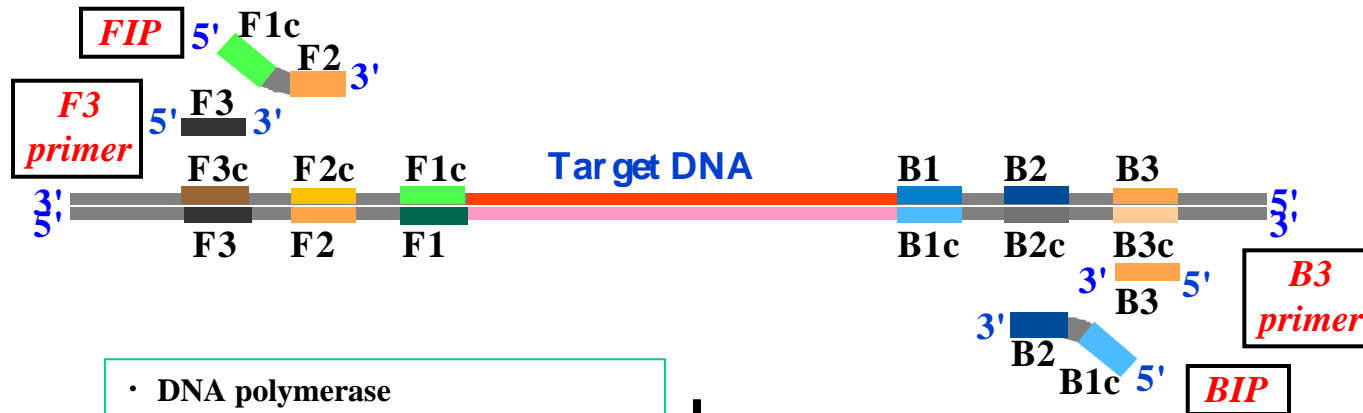 FIP
5' F1c
F2
3'
F3
primer
5' F3 3'
F3c F2c F1c Target DNA B1 B2 B3
3' 5'
5' 3'
F3 F2 F1 B1c B2c B3c
3' 5'
B3
B3
primer
3'
B2
B1c 5'
BIP
· DNA polymerase